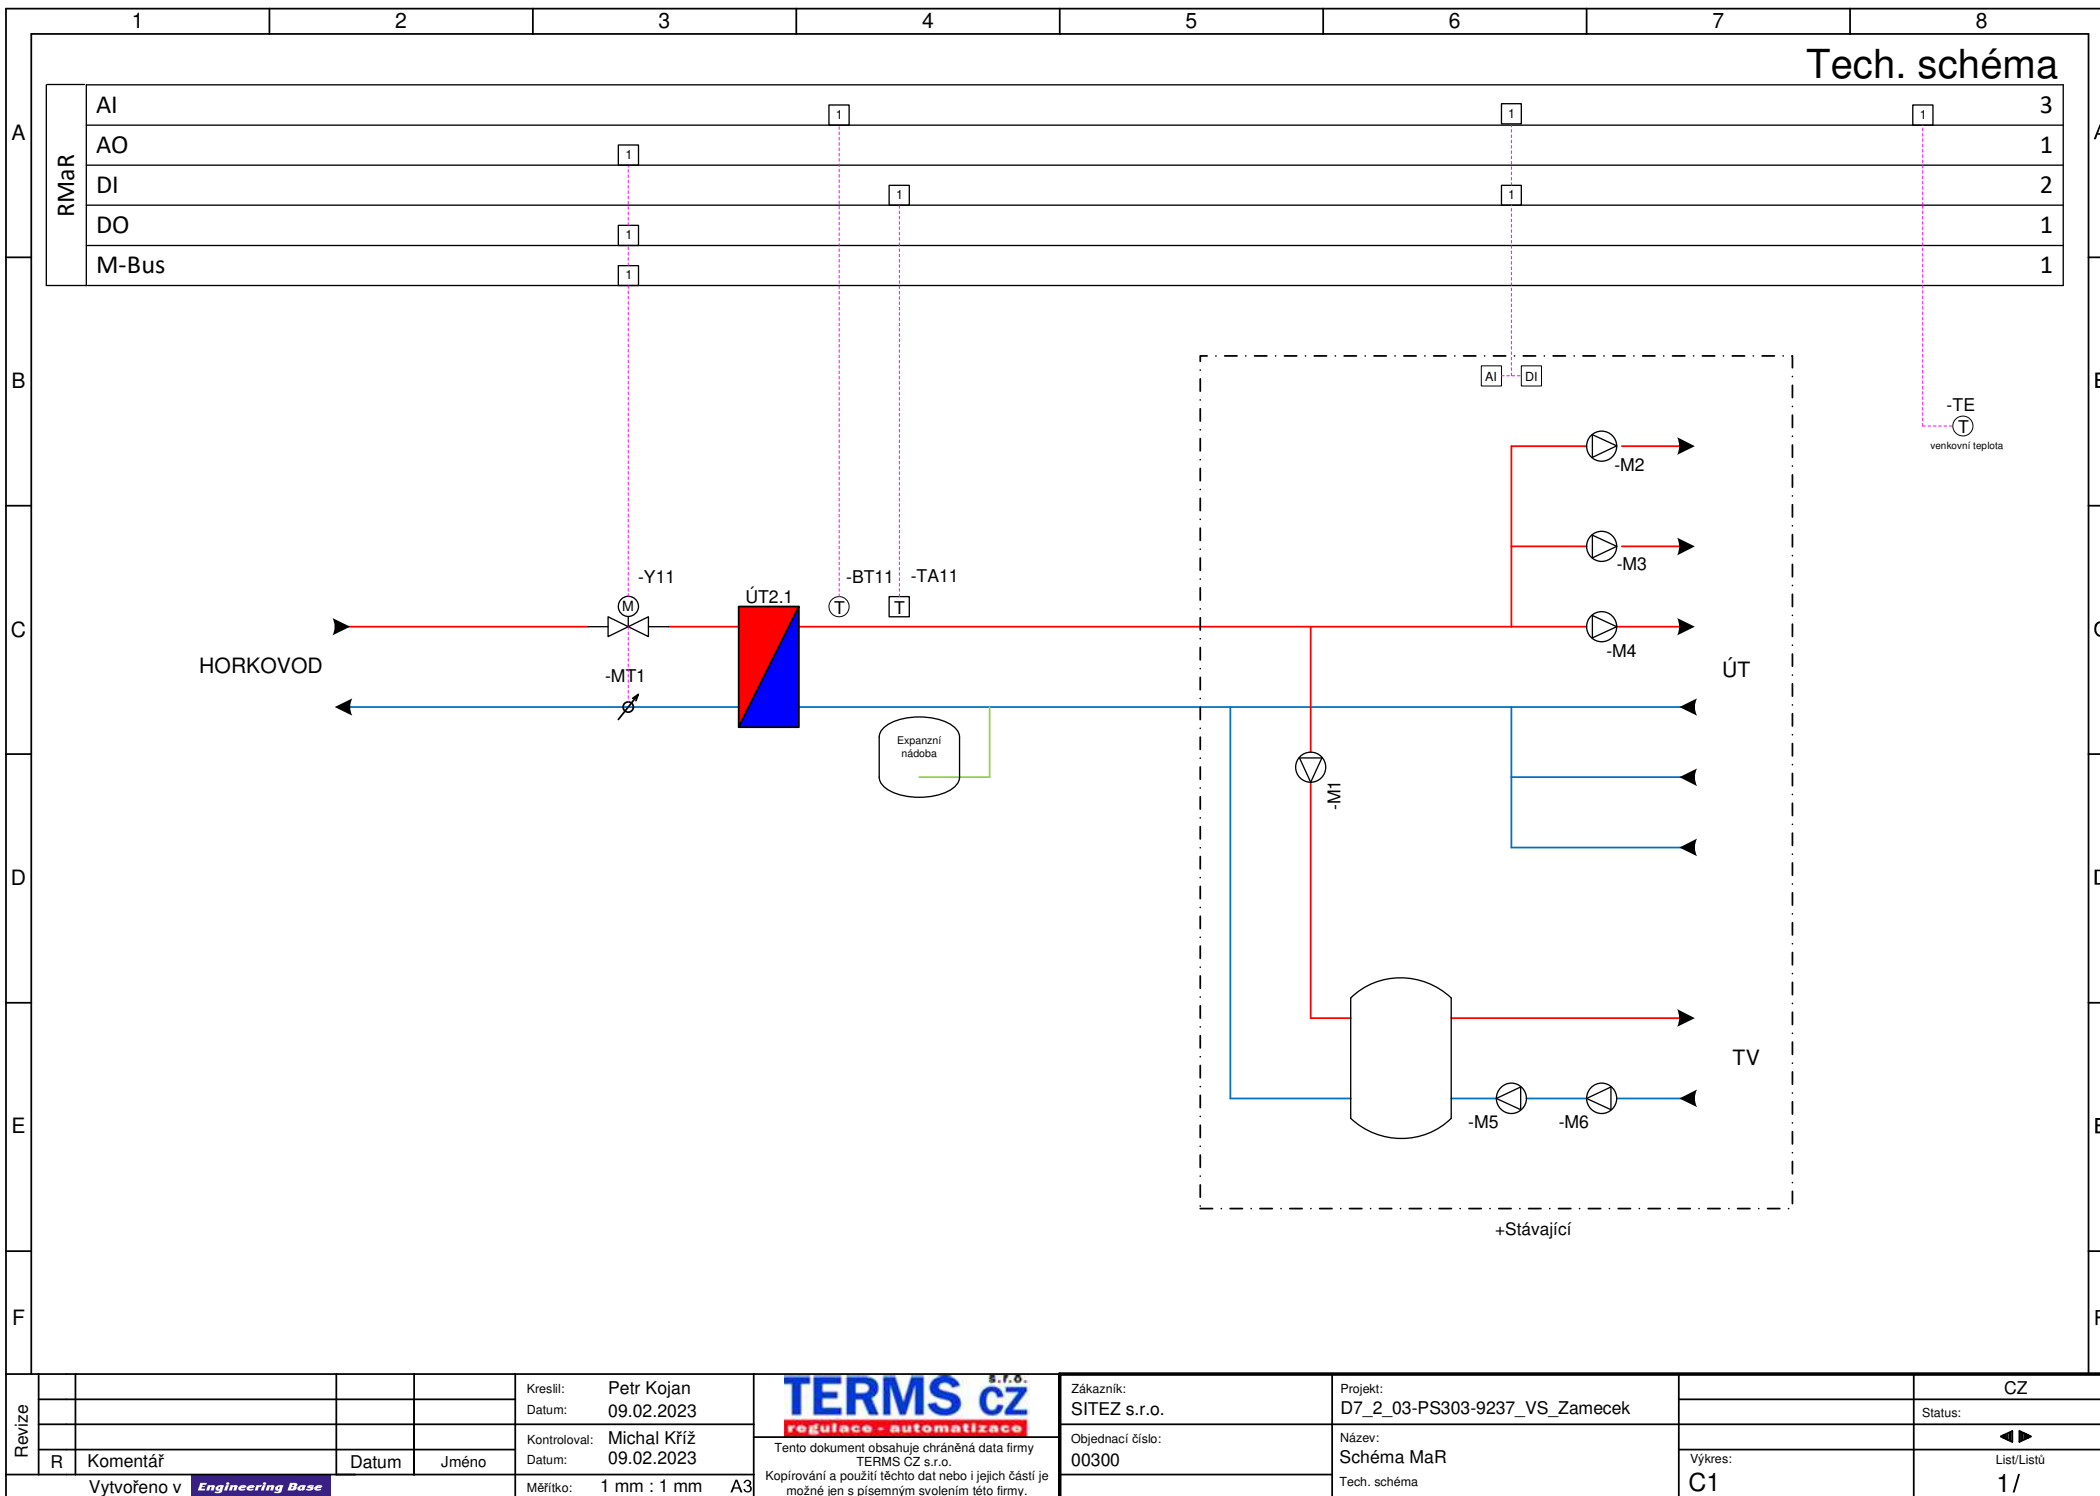 1 2 3 4 5 6 7 8
Tech. schéma
A
RMaR
AI 1 1 1 3
AO 1 1
DI 1 1 2
DO 1 1
M-Bus 1 1
B
AI DI
-TE
T
venkovní teplota
-M2
-M3
C
-Y11
-BT11
-TA11
M
ÚT2.1
T
T
-M4
HORKOVOD
-MT1
ÚT
Expanzní
nádoba
-M1
D
TV
E
-M5
-M6
+Stávající
F
Revize
R Komentář Datum Jméno
Vytvořeno v Engineering Base
Kreslil: Petr Kojan
Datum: 09.02.2023
Kontroloval: Michal Kříž
Datum: 09.02.2023
Měřítko: 1 mm : 1 mm A3
TERMS CZ s.r.o.
regulace - automatizace
Tento dokument obsahuje chráněná data firmy
TERMS CZ s.r.o.
Kopírování a použití těchto dat nebo i jejich částí je
možné jen s písemným svolením této firmy.
Zákazník:
SITEZ s.r.o.
Objednací číslo:
00300
Projekt:
D7_2_03-PS303-9237_VS_Zamecek
Název:
Schéma MaR
Tech. schéma
Výkres:
C1
CZ
Status:
List/Listů
1/